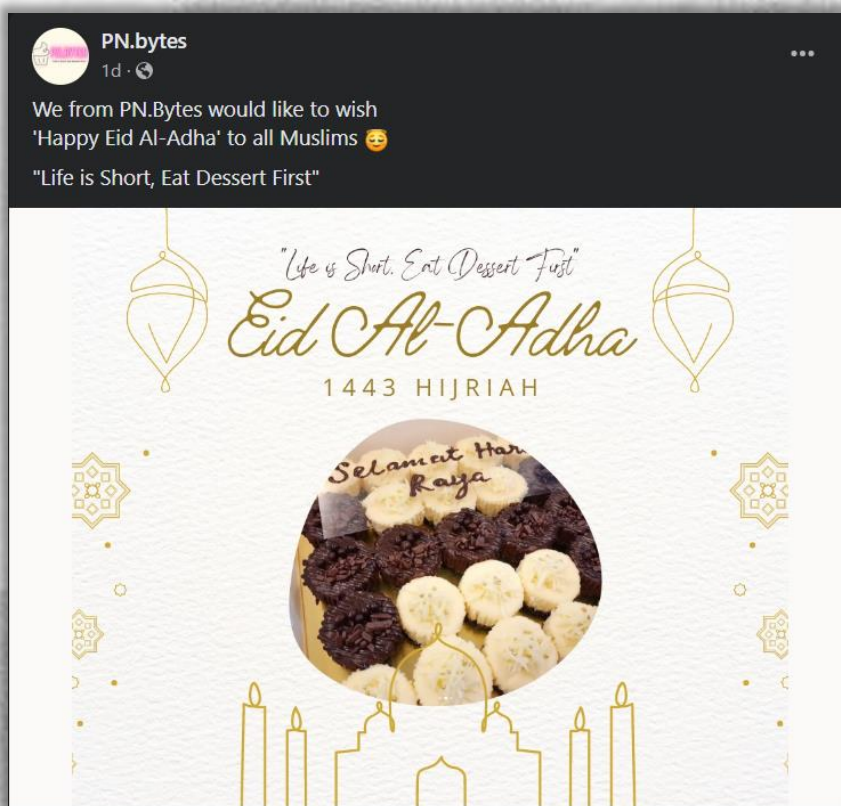 PN.bytes
1d
We from PN.Bytes would like to wish
'Happy Eid Al-Adha' to all Muslims 😌
"Life is Short, Eat Dessert First"
"Life is Short, Eat Dessert First"
Eid Al-Adha
1443 HIJRIAH
Selamat Hari
Raya